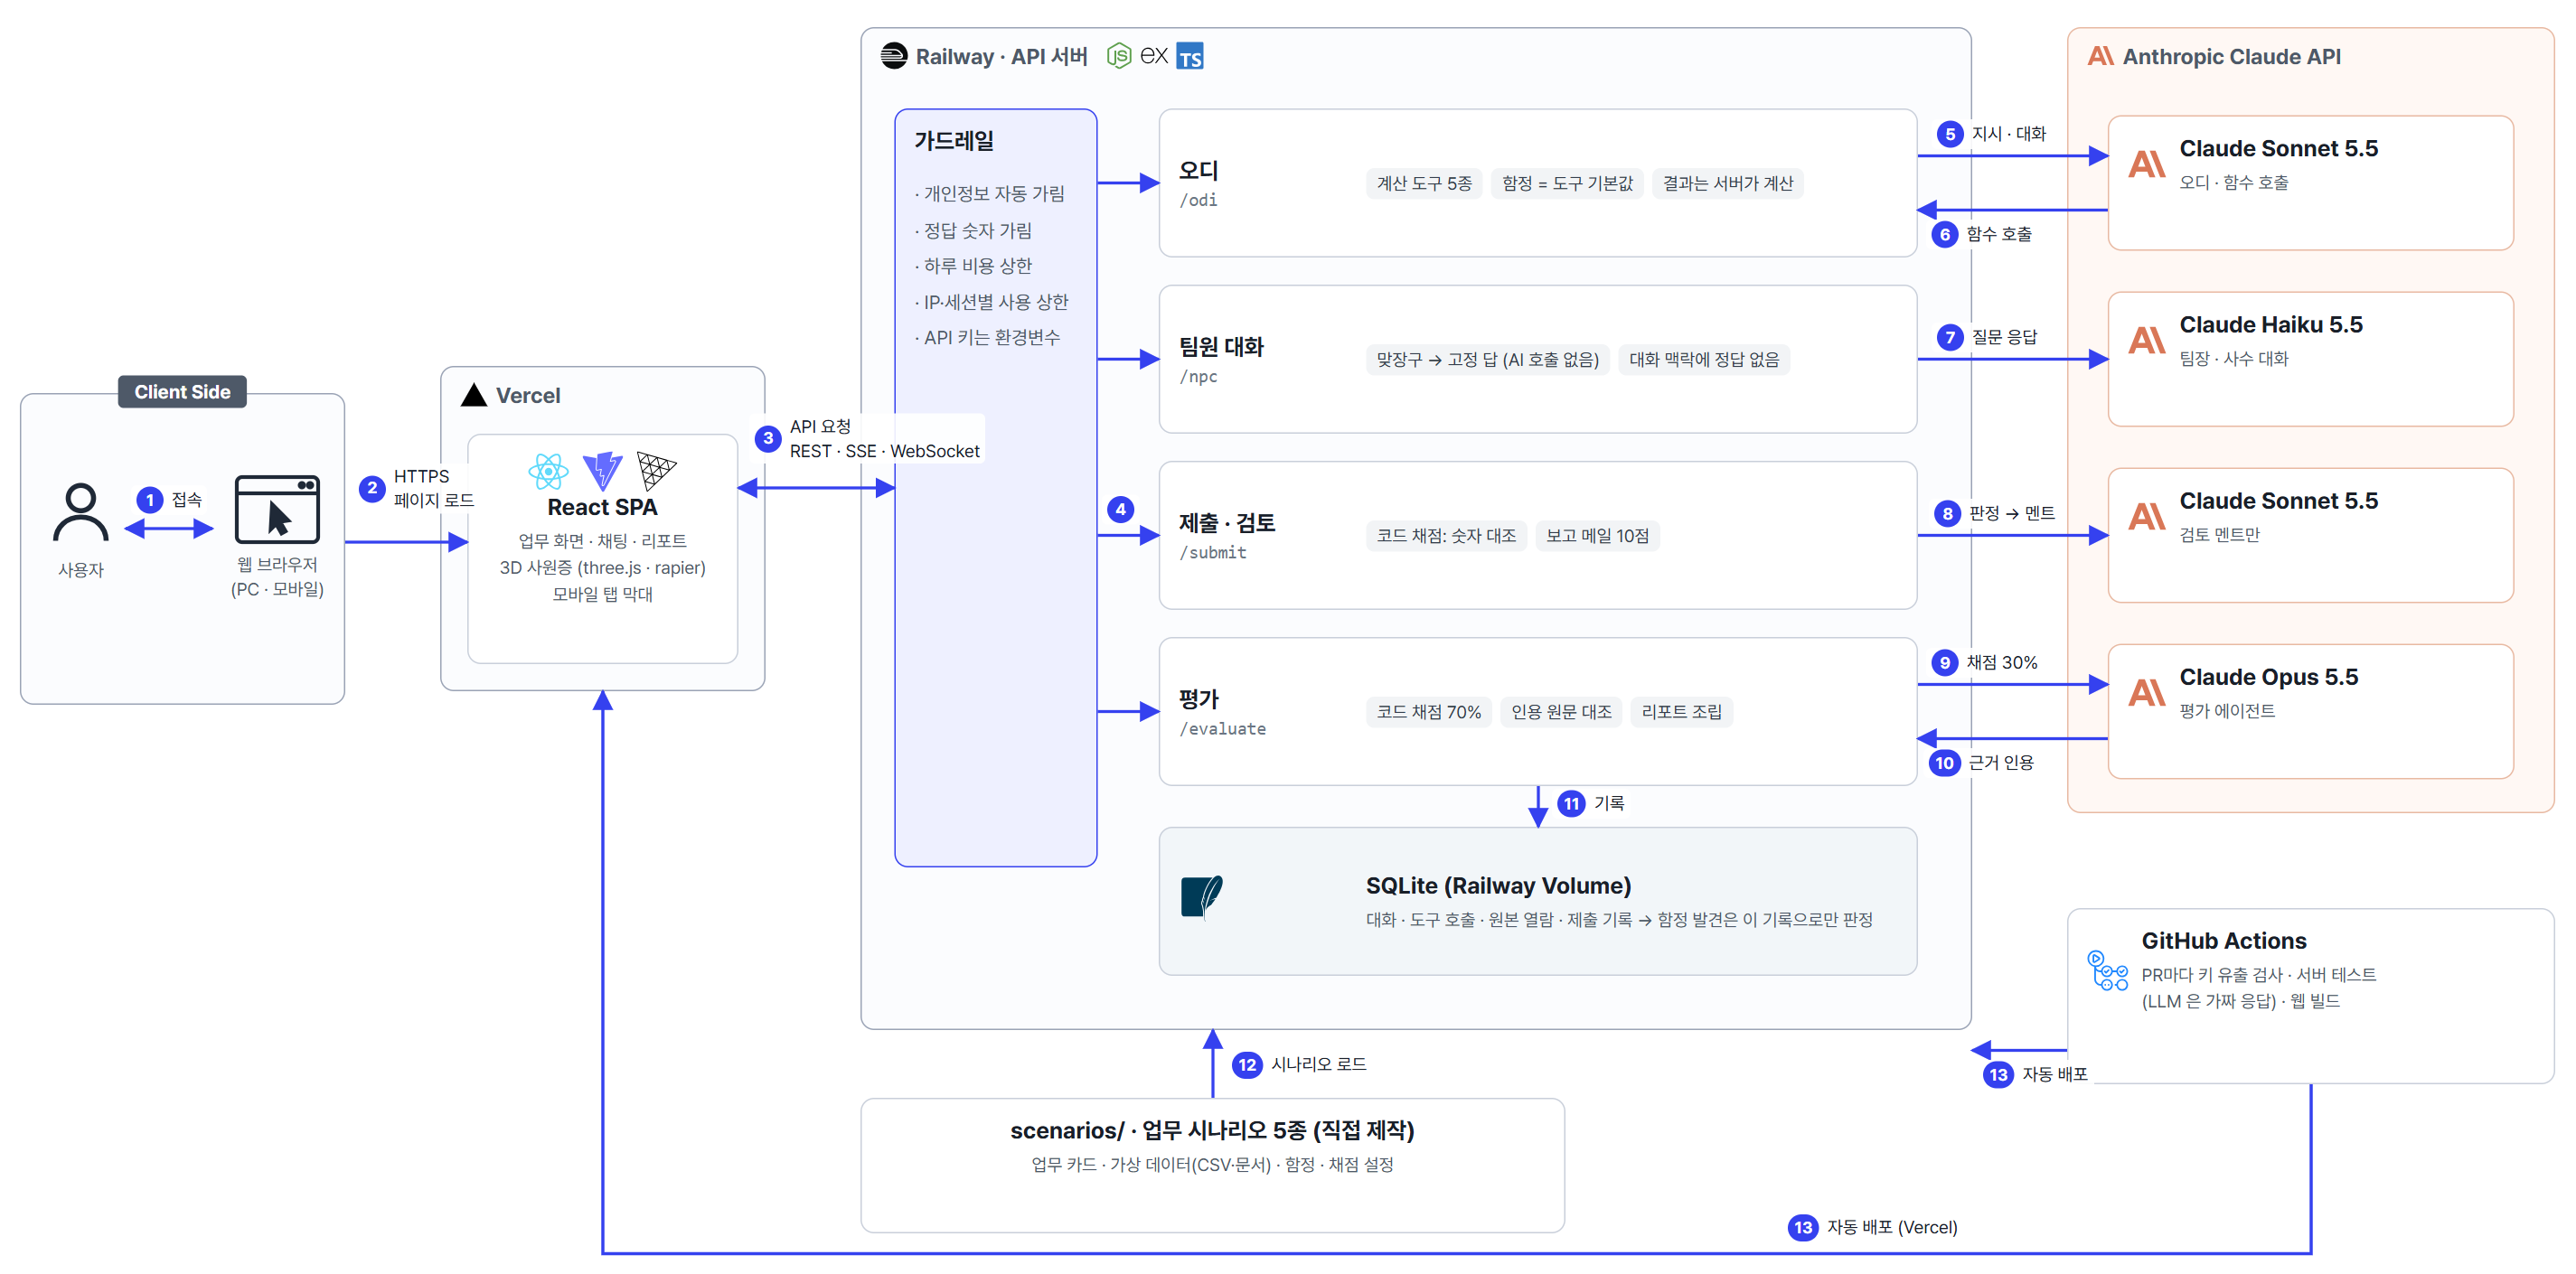 Client Side
1 접속
사용자
웹 브라우저
(PC · 모바일)
2 HTTPS
페이지 로드
Vercel
React SPA
업무 화면 · 채팅 · 리포트
3D 사원증 (three.js · rapier)
모바일 탭 막대
3 API 요청
REST · SSE · WebSocket
Railway · API 서버
JS
ex
TS
가드레일
· 개인정보 자동 가림
· 정답 숫자 가림
· 하루 비용 상한
· IP·세션별 사용 상한
· API 키는 환경변수
4
오디
/odi
계산 도구 5종
함정 = 도구 기본값
결과는 서버가 계산
팀원 대화
/npc
맞장구 → 고정 답 (AI 호출 없음)
대화 맥락에 정답 없음
제출 · 검토
/submit
코드 채점: 숫자 대조
보고 메일 10점
평가
/evaluate
코드 채점 70%
인용 원문 대조
리포트 조립
11 기록
SQLite (Railway Volume)
대화 · 도구 호출 · 원본 열람 · 제출 기록 → 함정 발견은 이 기록으로만 판정
5 지시 · 대화
6 함수 호출
7 질문 응답
8 판정 → 멘트
9 채점 30%
10 근거 인용
Anthropic Claude API
Claude Sonnet 5.5
오디 · 함수 호출
Claude Haiku 5.5
팀장 · 사수 대화
Claude Sonnet 5.5
검토 멘트만
Claude Opus 5.5
평가 에이전트
GitHub Actions
PR마다 키 유출 검사 · 서버 테스트
(LLM 은 가짜 응답) · 웹 빌드
13 자동 배포
12 시나리오 로드
scenarios/ · 업무 시나리오 5종 (직접 제작)
업무 카드 · 가상 데이터(CSV·문서) · 함정 · 채점 설정
13 자동 배포 (Vercel)